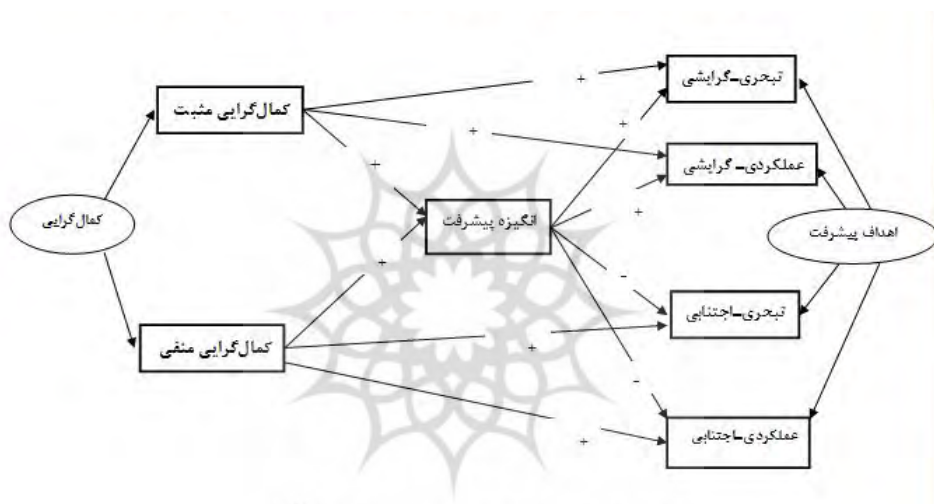 تبحری-گرایشی
+
کمال‌گرایی مثبت
+
+
عملکردی- گرایشی
+
انگیزه پیشرفت
+
کمال‌گرایی
اهداف پیشرفت
+
-
تبحری-اجتنابی
+
کمال‌گرایی منفی
-
عملکردی-اجتنابی
+